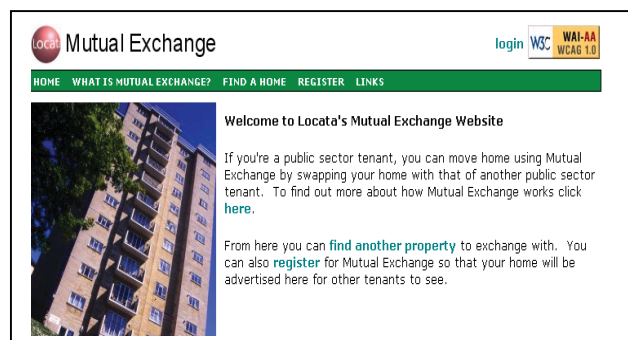 Locata Mutual Exchange
login W3C WAI-AA
WCAG 1.0
HOME WHAT IS MUTUAL EXCHANGE? FIND A HOME REGISTER LINKS
Welcome to Locata's Mutual Exchange Website
If you're a public sector tenant, you can move home using Mutual
Exchange by swapping your home with that of another public sector
tenant. To find out more about how Mutual Exchange works click
here.
From here you can find another property to exchange with. You
can also register for Mutual Exchange so that your home will be
advertised here for other tenants to see.